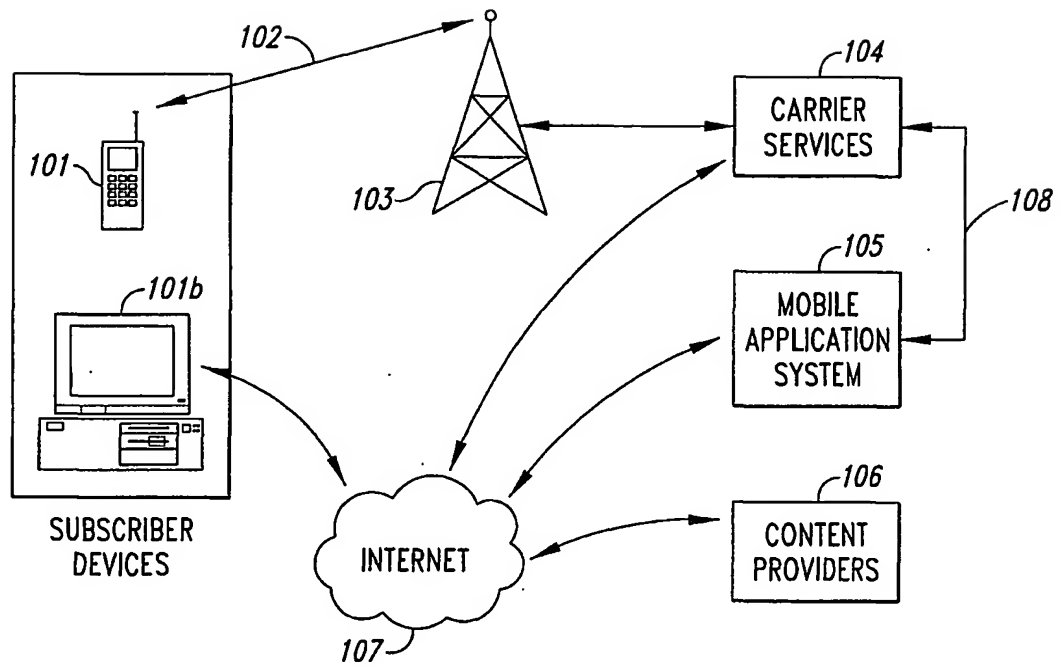 102
104
CARRIER
SERVICES
101
103
108
105
MOBILE
APPLICATION
SYSTEM
101b
106
CONTENT
PROVIDERS
SUBSCRIBER
DEVICES
INTERNET
107